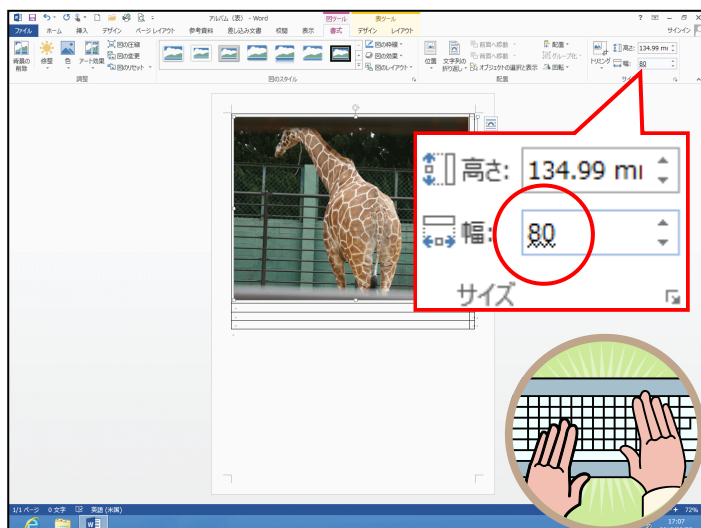 アルバム (表) - Word
図ツール 表ツール
サインイン
ファイル ホーム 挿入 デザイン ページ レイアウト 参考資料 差し込み文書 校閲 表示 書式 デザイン レイアウト
背景の削除
修整
色
アート効果
図の圧縮
図の変更
図のリセット
調整
図のスタイル
図の枠線
図の効果
図のレイアウト
位置
文字列の折り返し
前面へ移動
背面へ移動
オブジェクトの選択と表示
配置
グループ化
回転
配置
トリミング
高さ: 134.99 mi
幅: 80
高さ: 134.99 mi
幅: 80
サイズ
1/1 ページ 0 文字 英語 (米国)
72%
17:07